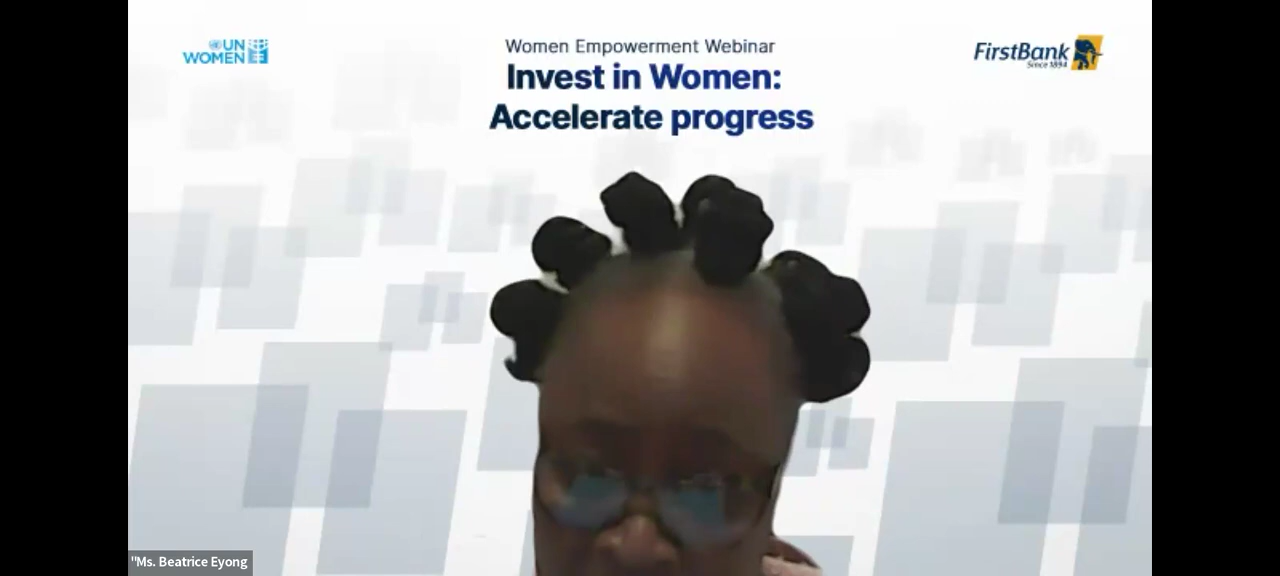 UN
WOMEN
Women Empowerment Webinar
Invest in Women:
Accelerate progress
FirstBank
Since 1894
"Ms. Beatrice Eyong